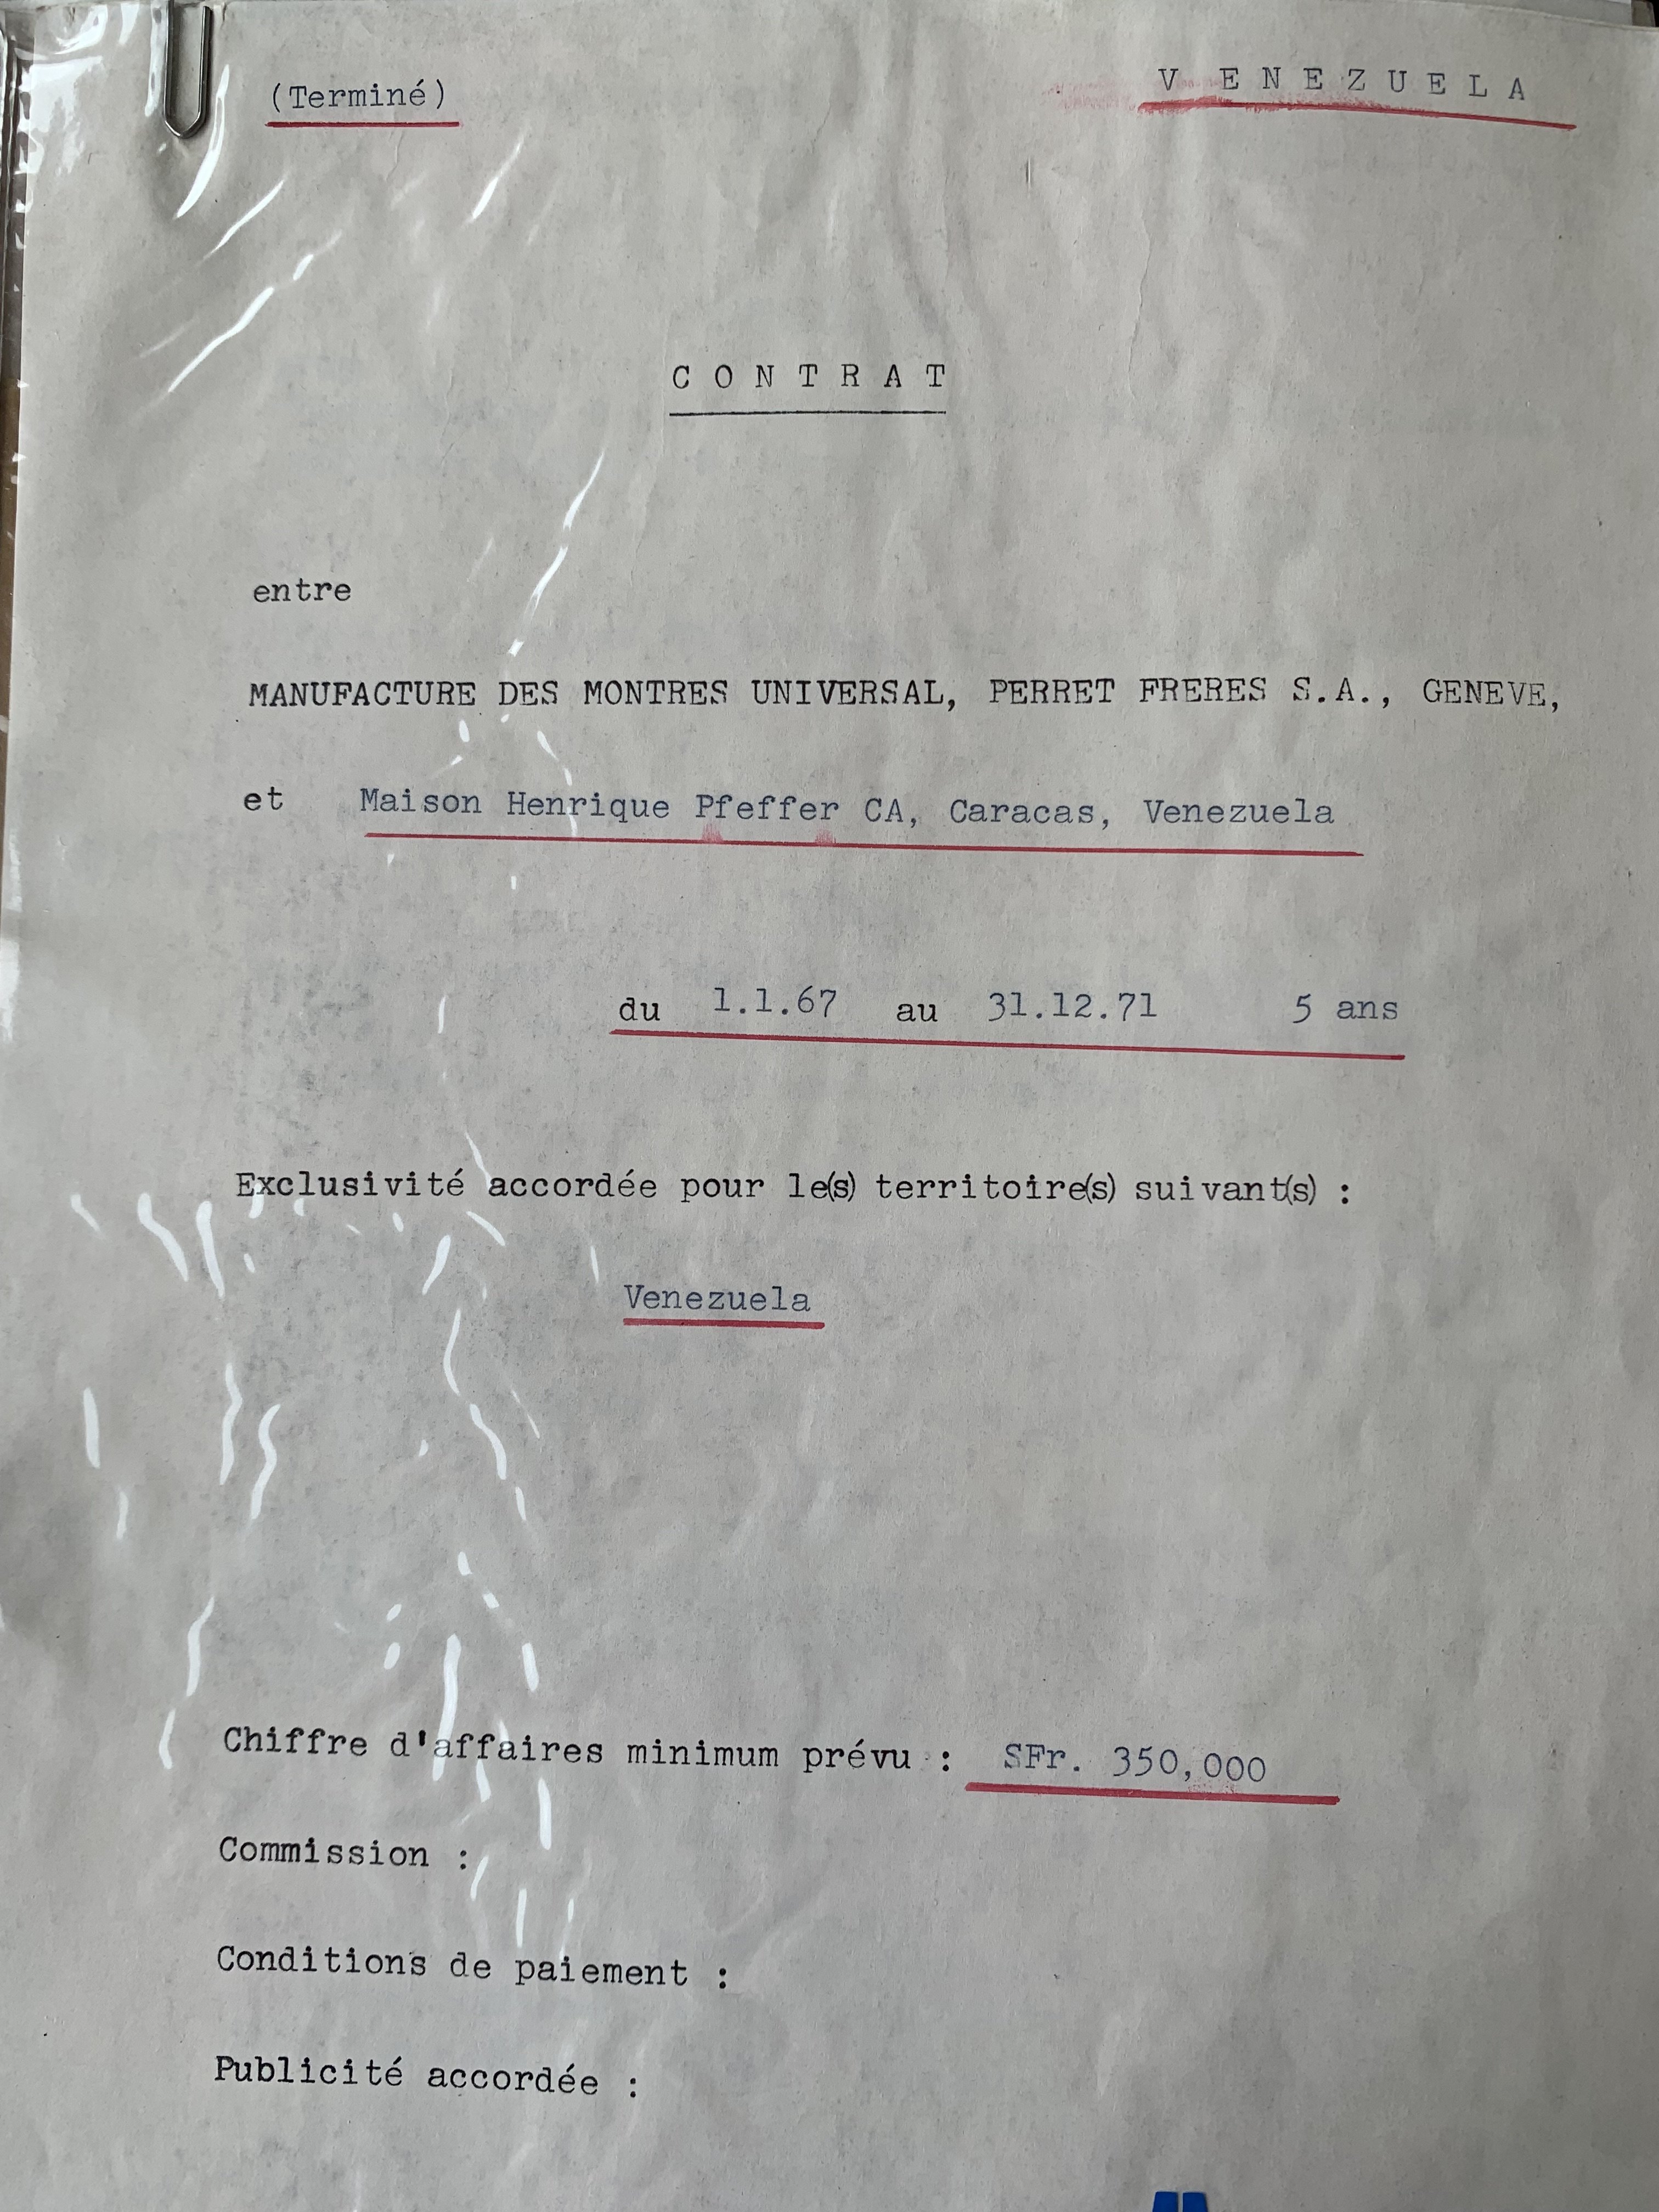 (Terminé)
V E N E Z U E L A
C O N T R A T
entre
MANUFACTURE DES MONTRES UNIVERSAL, PERRET FRERES S.A., GENEVE,
et Maison Henrique Pfeffer CA, Caracas, Venezuela
du 1.1.67 au 31.12.71 5 ans
Exclusivité accordée pour le(s) territoire(s) suivant(s) :
Venezuela
Chiffre d'affaires minimum prévu : SFr. 350,000
Commission :
Conditions de paiement :
Publicité accordée :